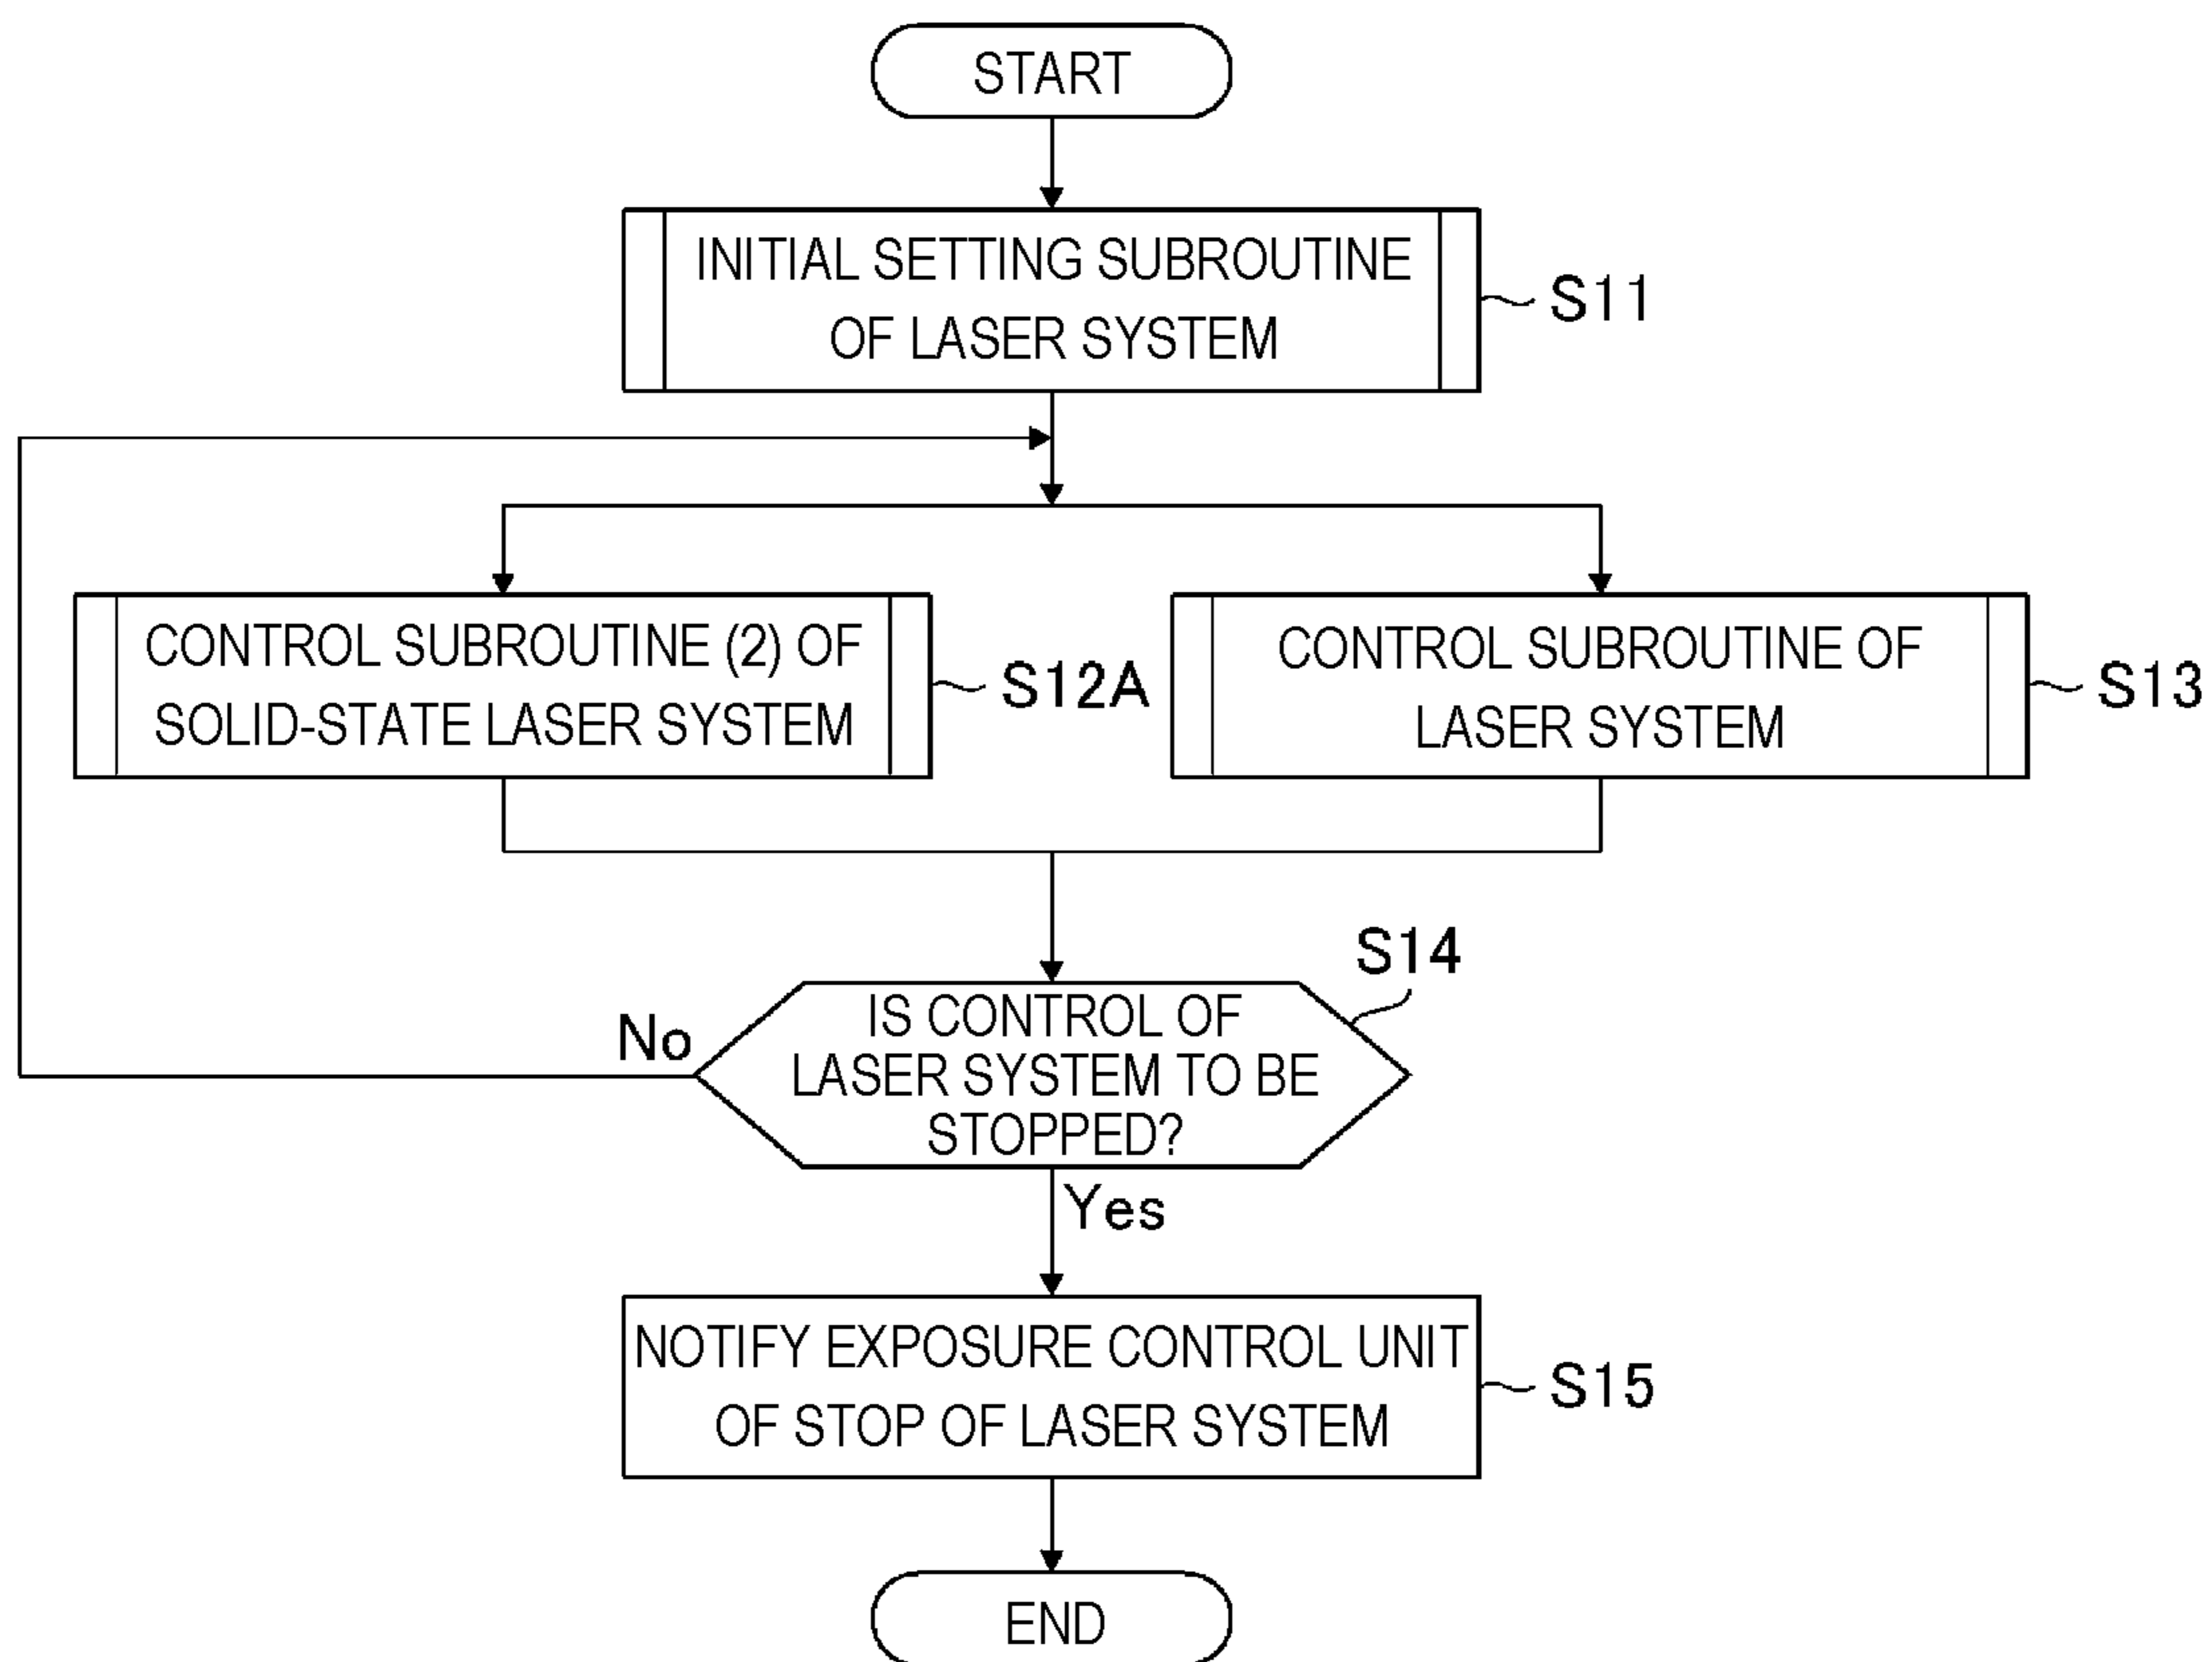 START
INITIAL SETTING SUBROUTINE
OF LASER SYSTEM
S11
CONTROL SUBROUTINE (2) OF
SOLID-STATE LASER SYSTEM
S12A
CONTROL SUBROUTINE OF
LASER SYSTEM
S13
S14
IS CONTROL OF
LASER SYSTEM TO BE
STOPPED?
No
Yes
NOTIFY EXPOSURE CONTROL UNIT
OF STOP OF LASER SYSTEM
S15
END